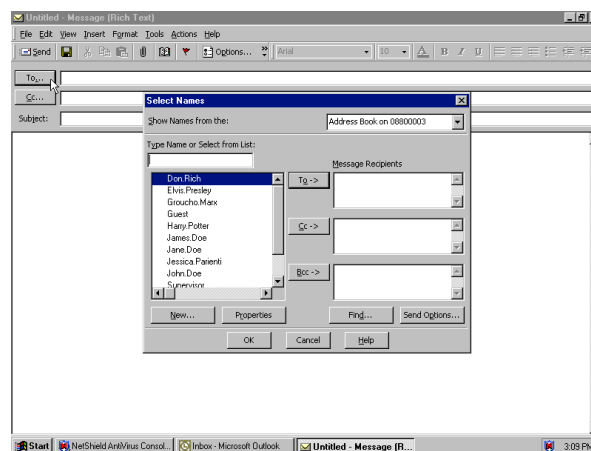 Untitled - Message (Rich Text)
File Edit View Insert Format Tools Actions Help
Send Options... Arial 10 A B I U
To...
Cc...
Subject:
Select Names
Show Names from the: Address Book on 08800003
Type Name or Select from List:
Message Recipients
Don.Rich
Elvis.Presley
Groucho.Marx
Guest
Harry.Potter
James.Doe
Jane.Doe
Jessica.Parienti
John.Doe
Supervisor
To ->
Cc ->
Bcc ->
New... Properties Find... Send Options...
OK Cancel Help
Start NetShield AntiVirus Consol... Inbox - Microsoft Outlook Untitled - Message (R... 3:09 PM